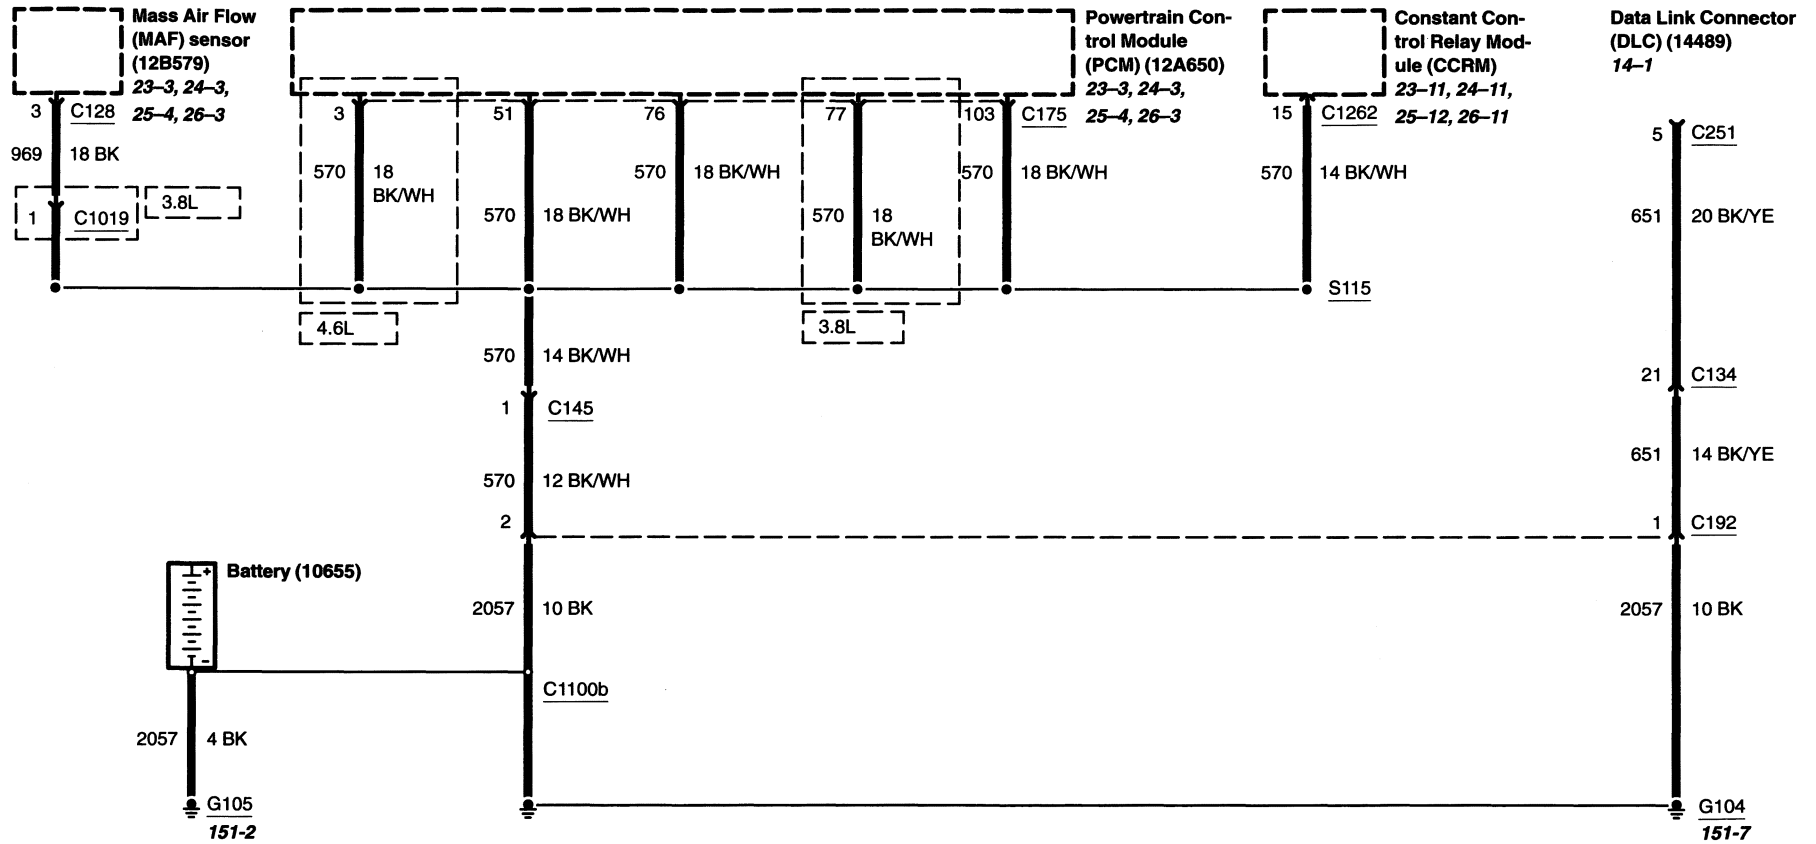 Mass Air Flow
(MAF) sensor
(12B579)
23–3, 24–3,
25–4, 26–3
Powertrain Con-
trol Module
(PCM) (12A650)
23–3, 24–3,
25–4, 26–3
Constant Con-
trol Relay Mod-
ule (CCRM)
23–11, 24–11,
25–12, 26–11
Data Link Connector
(DLC) (14489)
14–1
3 C128
3
51
76
77
103 C175
15 C1262
5 C251
969 18 BK
570 18
BK/WH
570 18 BK/WH
570 18 BK/WH
570 18
BK/WH
570 18 BK/WH
570 14 BK/WH
651 20 BK/YE
1 C1019
3.8L
S115
4.6L
3.8L
570 14 BK/WH
21 C134
1 C145
651 14 BK/YE
570 12 BK/WH
2
1 C192
+
-
Battery (10655)
2057 10 BK
2057 10 BK
C1100b
2057 4 BK
G105
151-2
G104
151-7